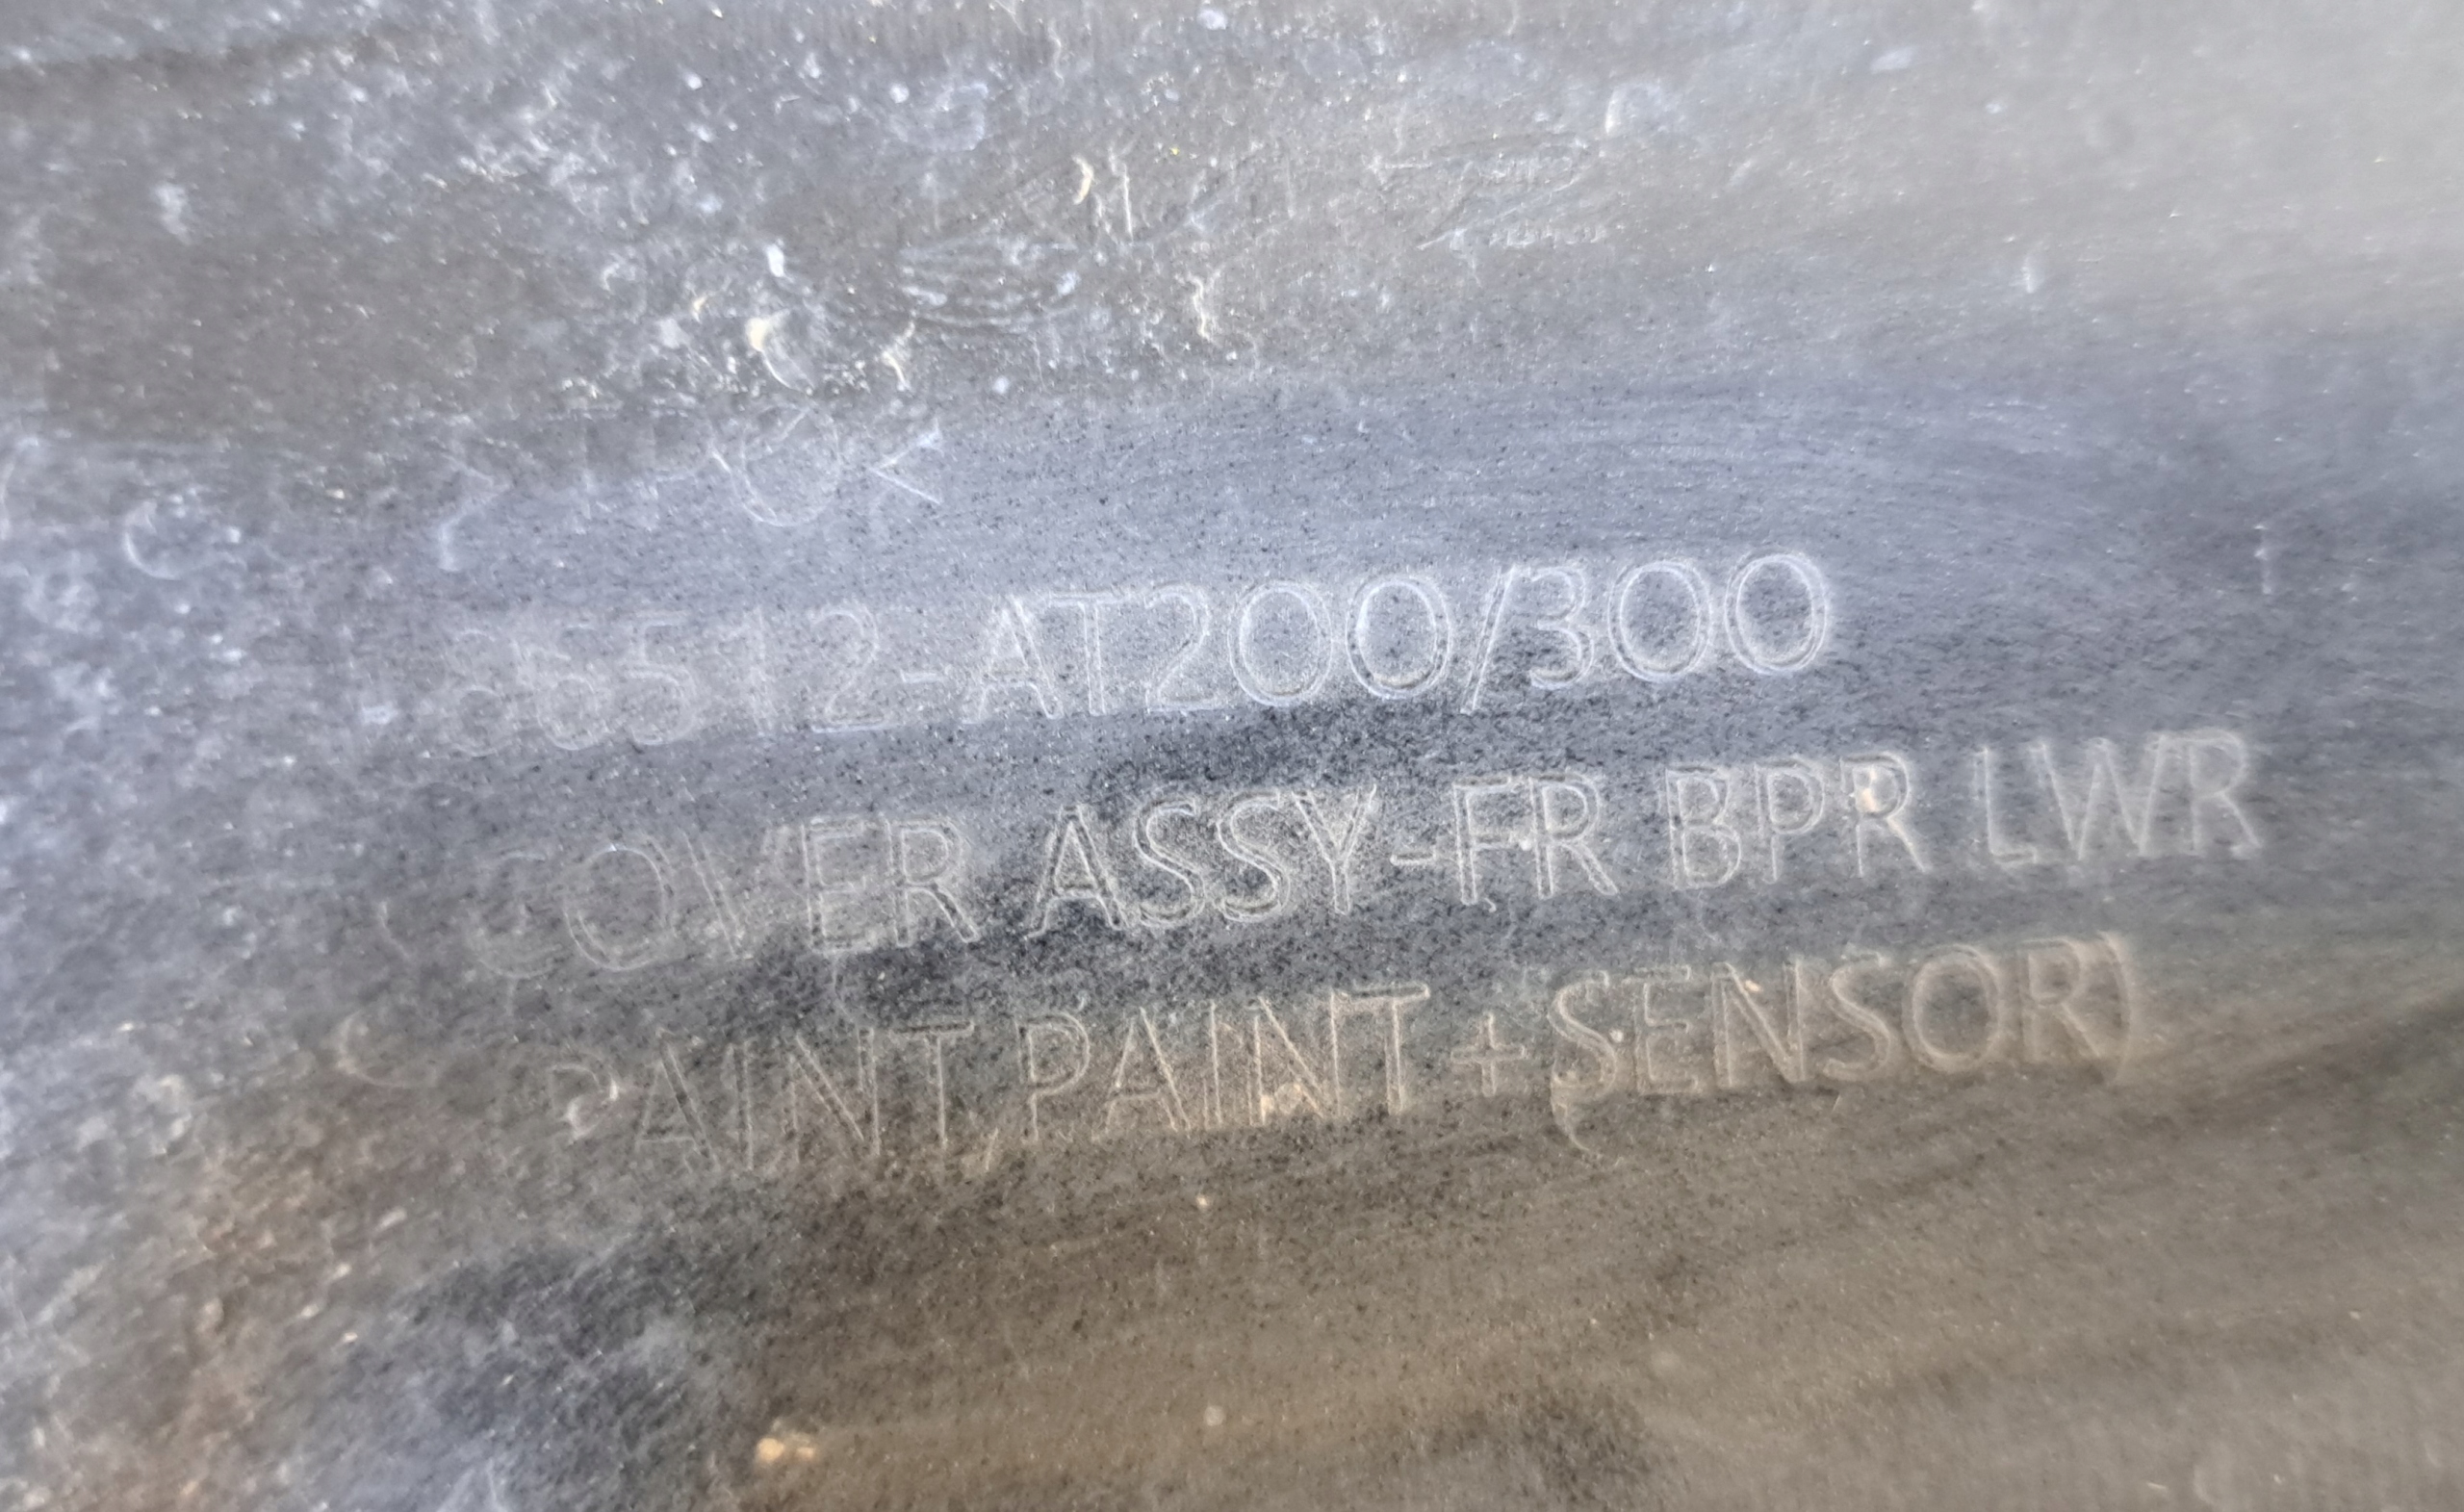 86512-AT200/300
COVER ASSY-FR BPR LWR
PAINT,PAINT+(SENSOR)